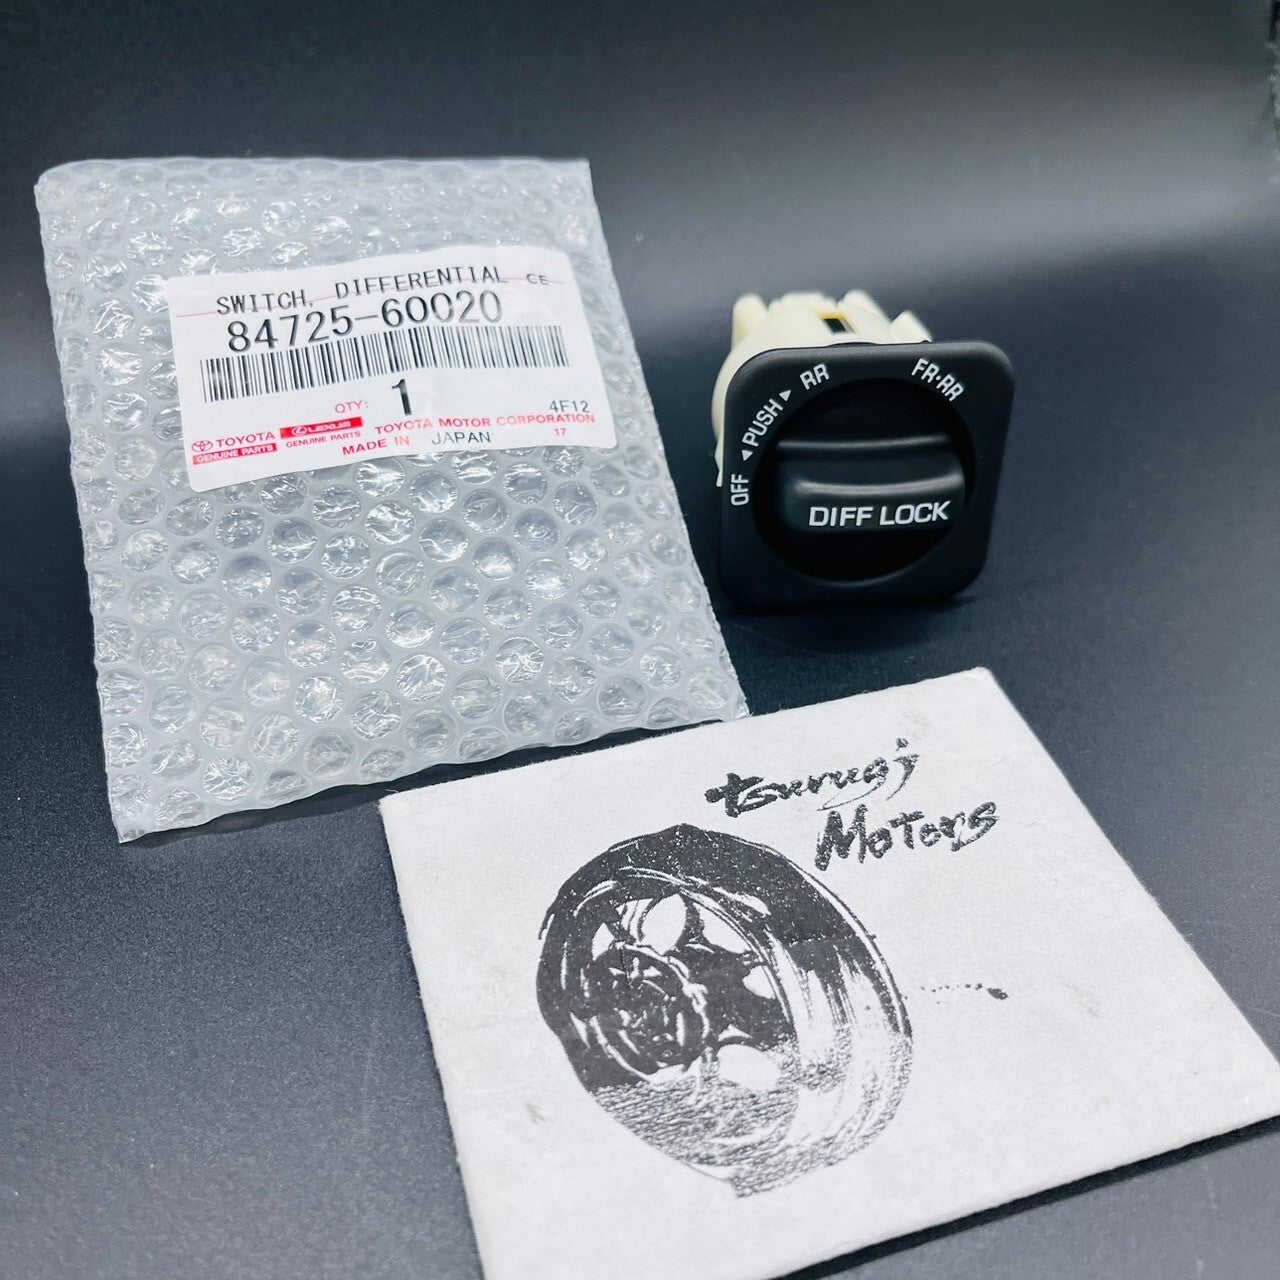 SWITCH, DIFFERENTIAL CE
84725-60020
QTY: 1 4F12
TOYOTA LEXUS TOYOTA MOTOR CORPORATION
GENUINE PARTS GENUINE PARTS MADE IN JAPAN 17
OFF ◄PUSH► RR FR·RR
DIFF LOCK
tsurugi
Motors